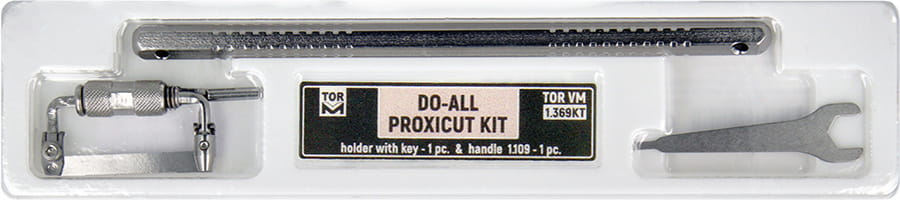 TOR
M
DO-ALL
PROXICUT KIT
TOR VM
1.369KT
holder with key - 1 pc. & handle 1.109 - 1 pc.